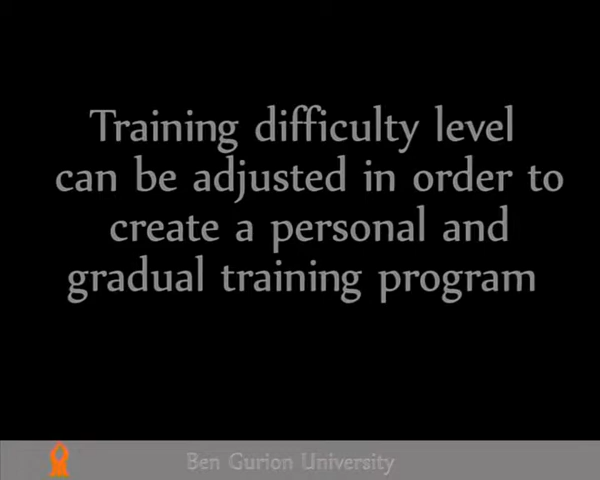 Training difficulty level
can be adjusted in order to
create a personal and
gradual training program
Ben Gurion University